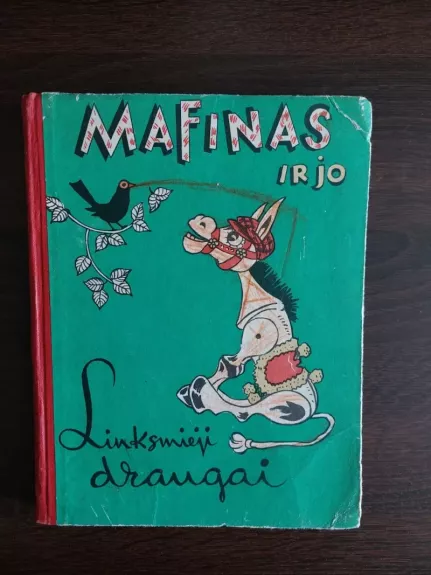 MAFINAS
IR JO
Linksmieji
draugai